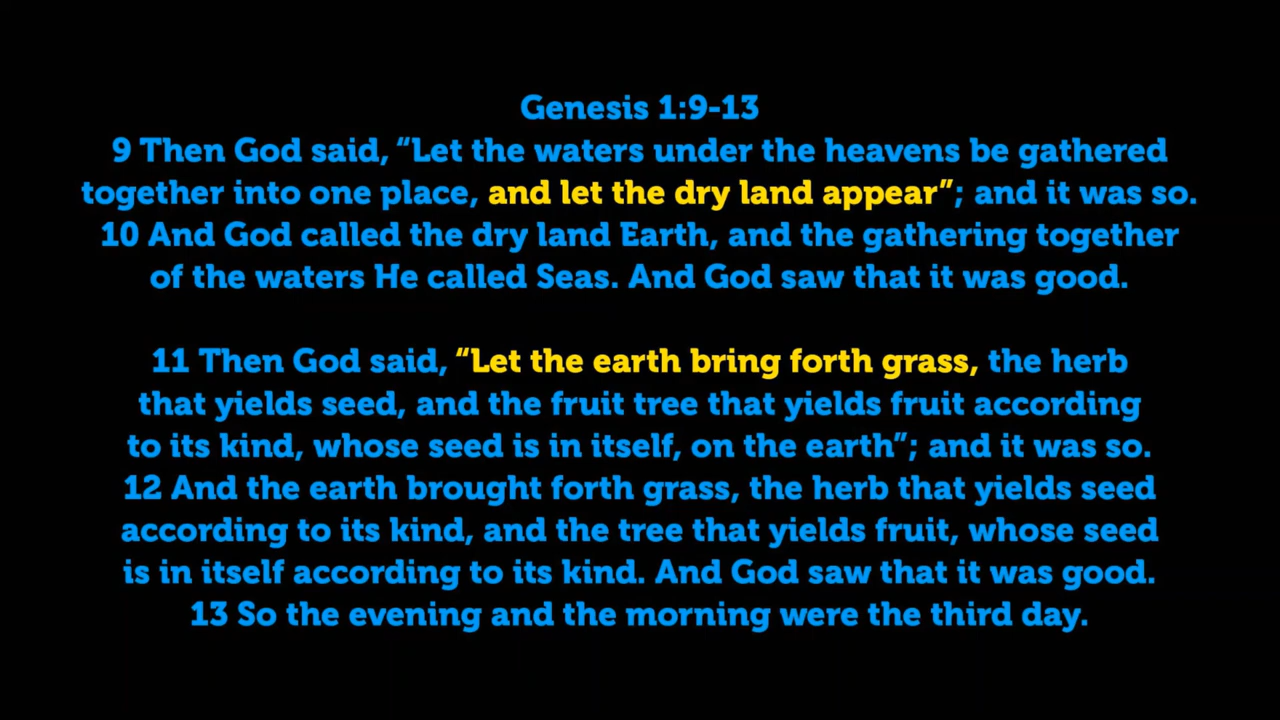 Genesis 1:9-13
9 Then God said, “Let the waters under the heavens be gathered
together into one place, and let the dry land appear”; and it was so.
10 And God called the dry land Earth, and the gathering together
of the waters He called Seas. And God saw that it was good.
11 Then God said, “Let the earth bring forth grass, the herb
that yields seed, and the fruit tree that yields fruit according
to its kind, whose seed is in itself, on the earth”; and it was so.
12 And the earth brought forth grass, the herb that yields seed
according to its kind, and the tree that yields fruit, whose seed
is in itself according to its kind. And God saw that it was good.
13 So the evening and the morning were the third day.